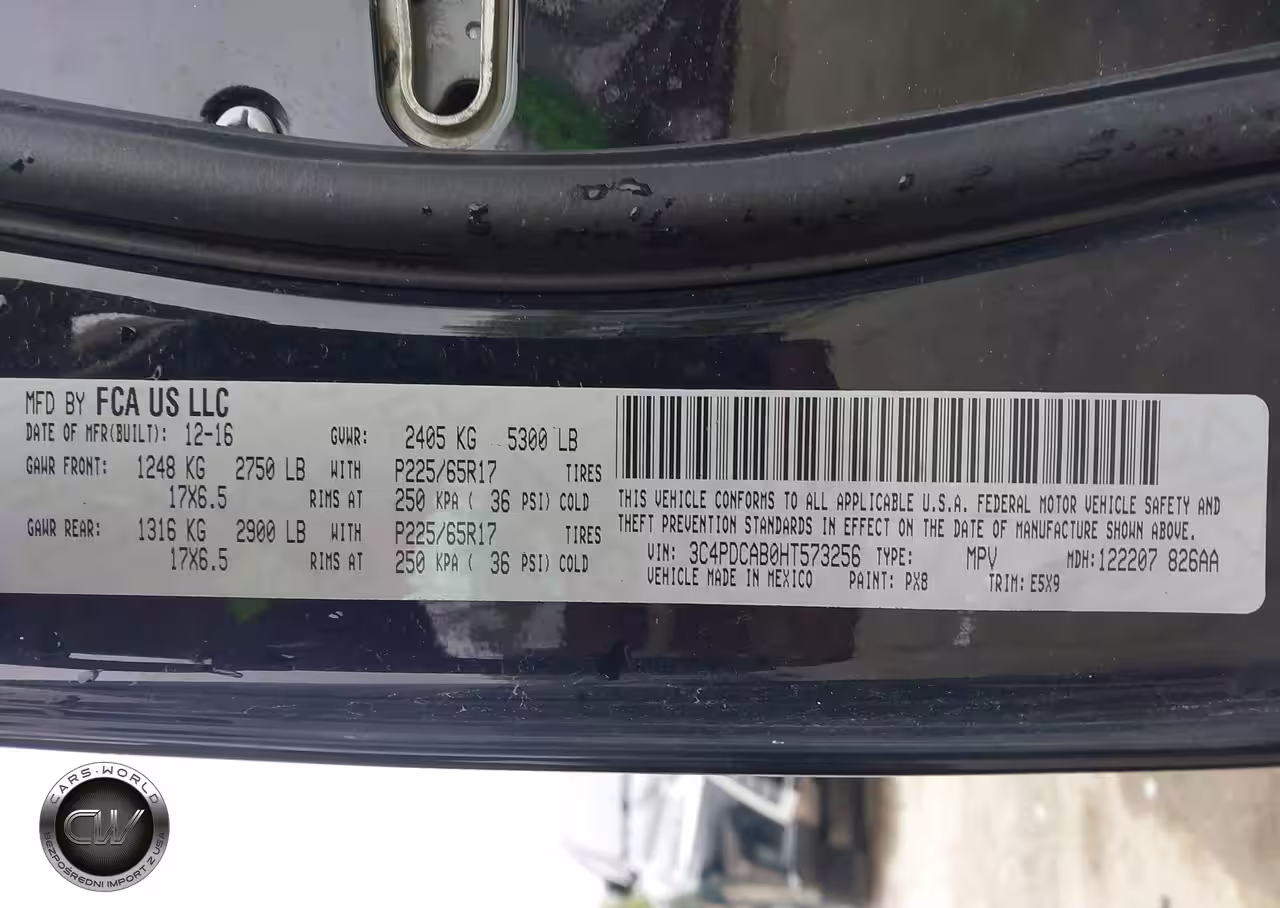 MFD BY FCA US LLC
DATE OF MFR(BUILT): 12-16 GVWR: 2405 KG 5300 LB
GAWR FRONT: 1248 KG 2750 LB WITH P225/65R17 TIRES
17X6.5 RIMS AT 250 KPA ( 36 PSI) COLD
GAWR REAR: 1316 KG 2900 LB WITH P225/65R17 TIRES
17X6.5 RIMS AT 250 KPA ( 36 PSI) COLD
THIS VEHICLE CONFORMS TO ALL APPLICABLE U.S.A. FEDERAL MOTOR VEHICLE SAFETY AND
THEFT PREVENTION STANDARDS IN EFFECT ON THE DATE OF MANUFACTURE SHOWN ABOVE.
VIN: 3C4PDCAB0HT573256 TYPE: MPV MDH:122207 826AA
VEHICLE MADE IN MEXICO PAINT: PX8 TRIM: E5X9
CARS-WORLD
CW
BEZPOŚREDNI IMPORT Z USA